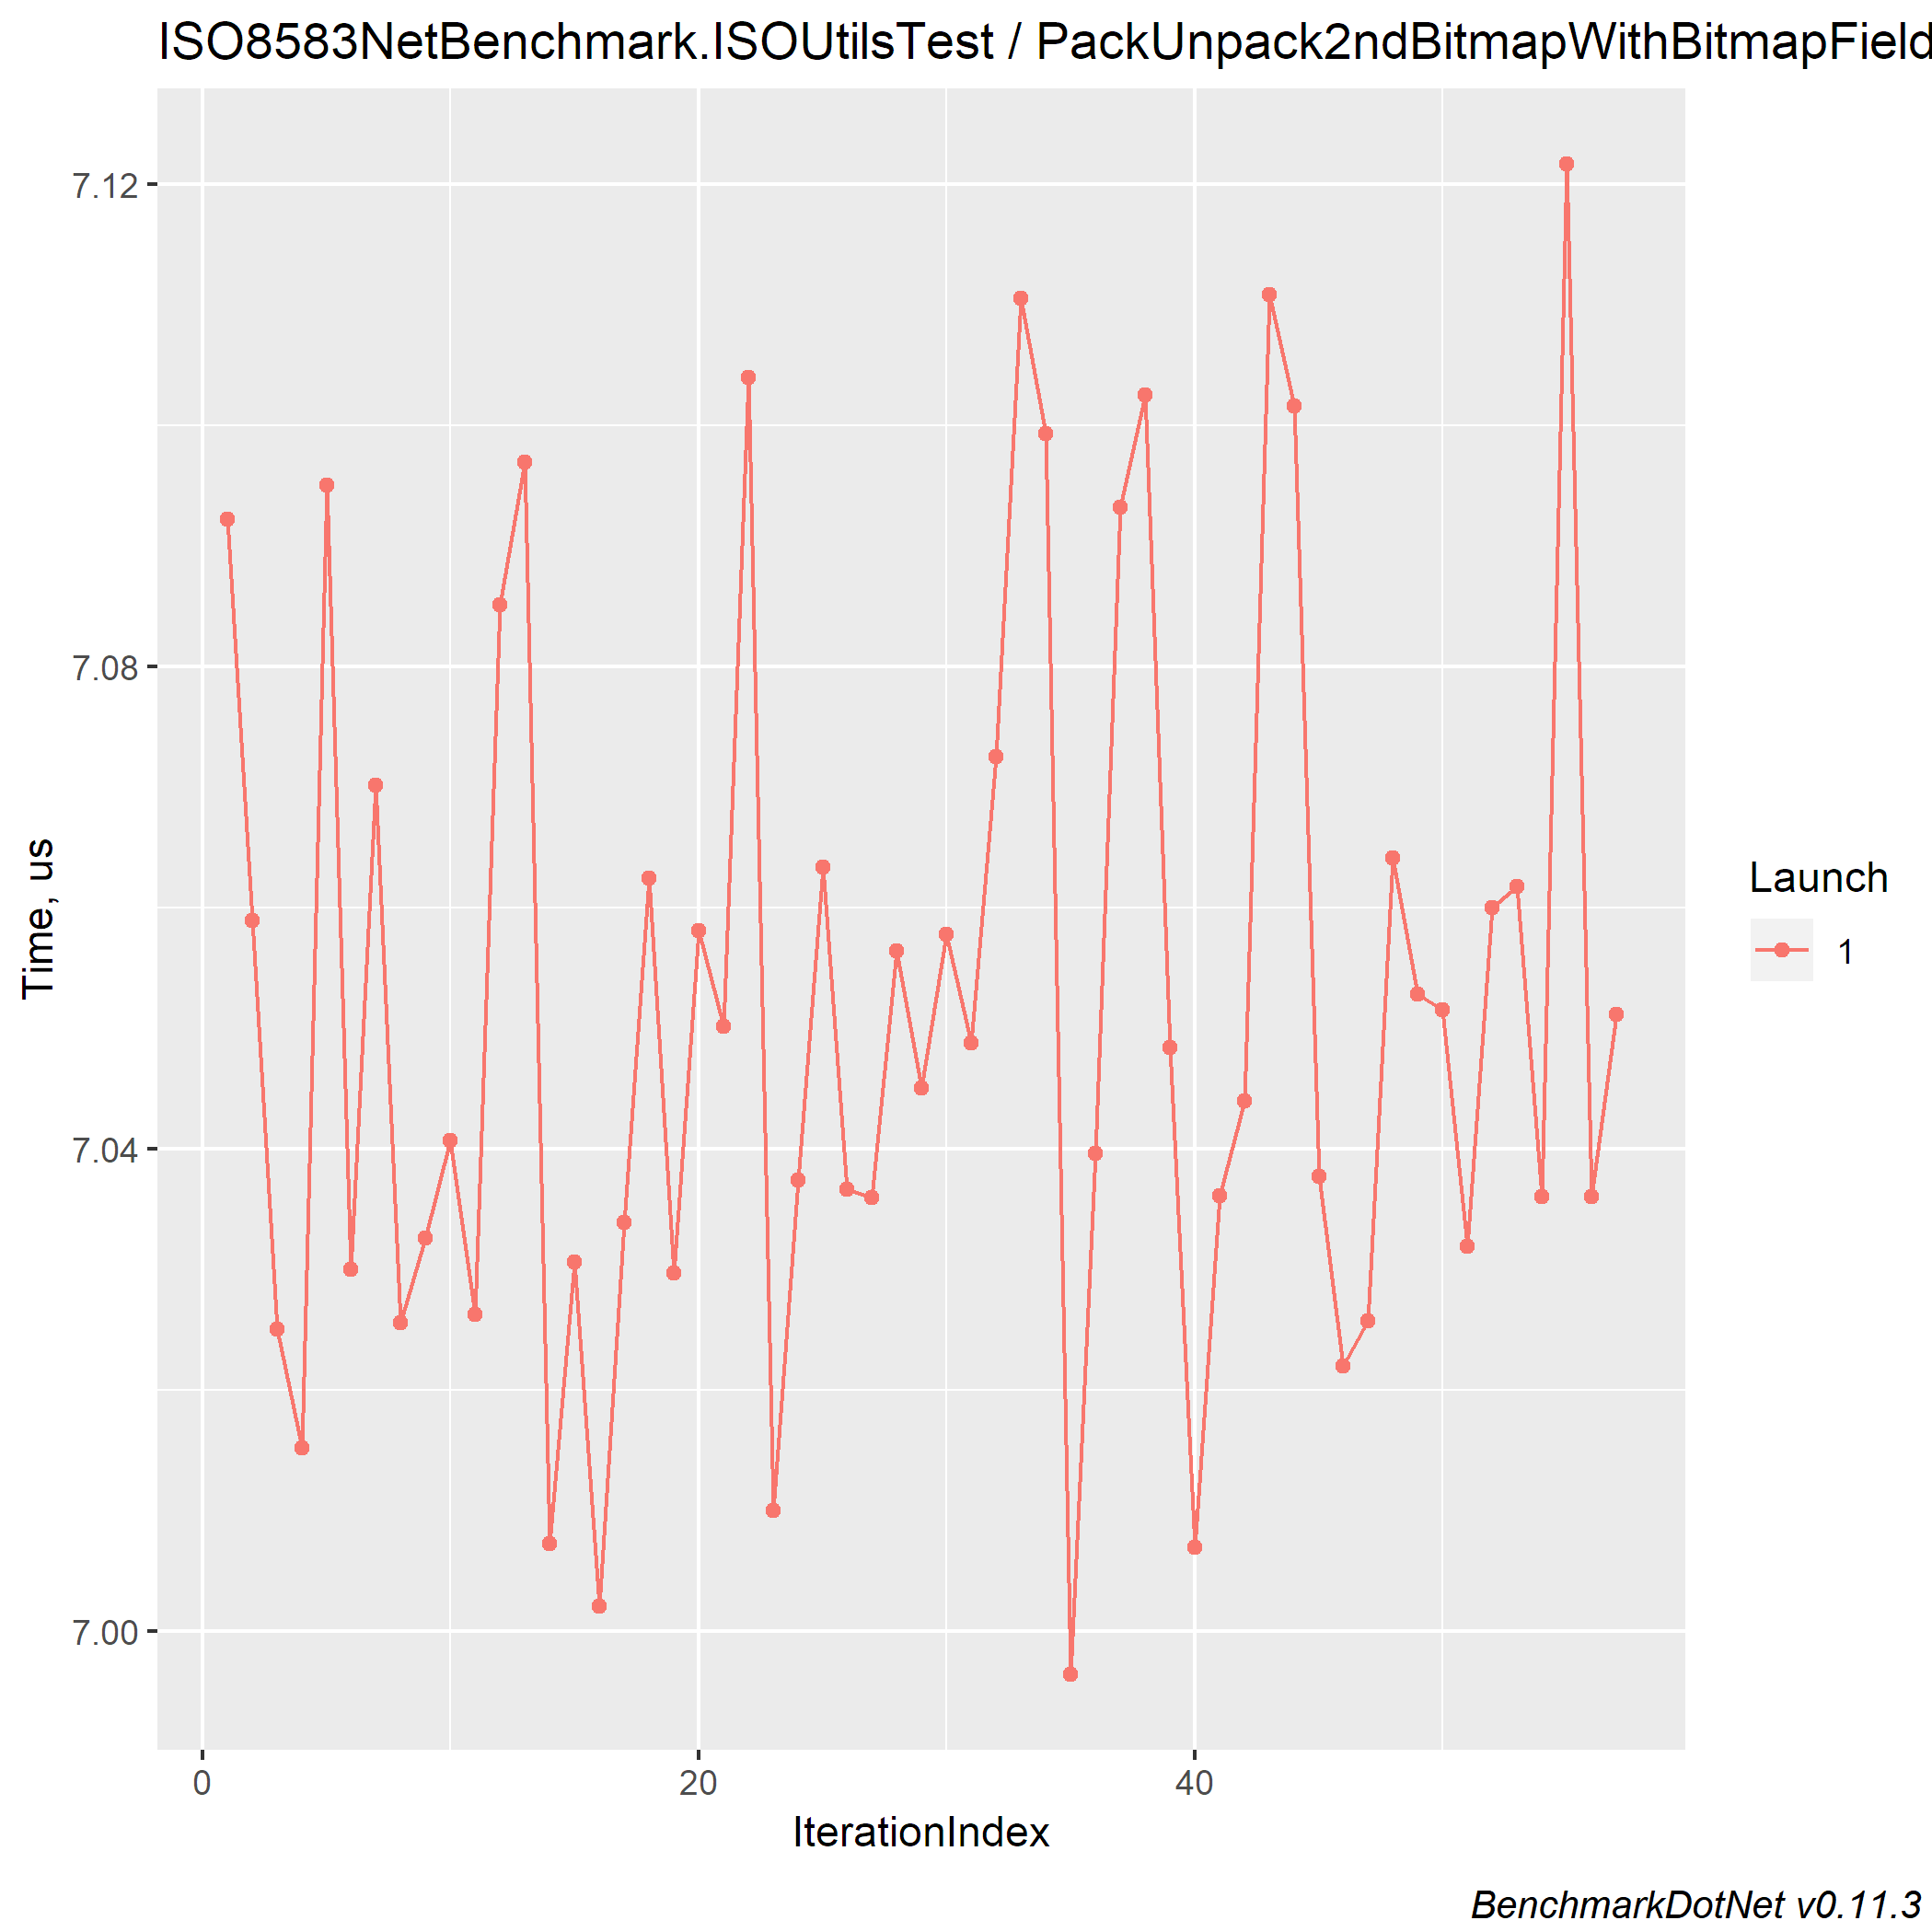 ISO8583NetBenchmark.ISOUtilsTest / PackUnpack2ndBitmapWithBitmapField
7.12
7.08
7.04
7.00
Time, us
0 20 40
IterationIndex
Launch
1
BenchmarkDotNet v0.11.3